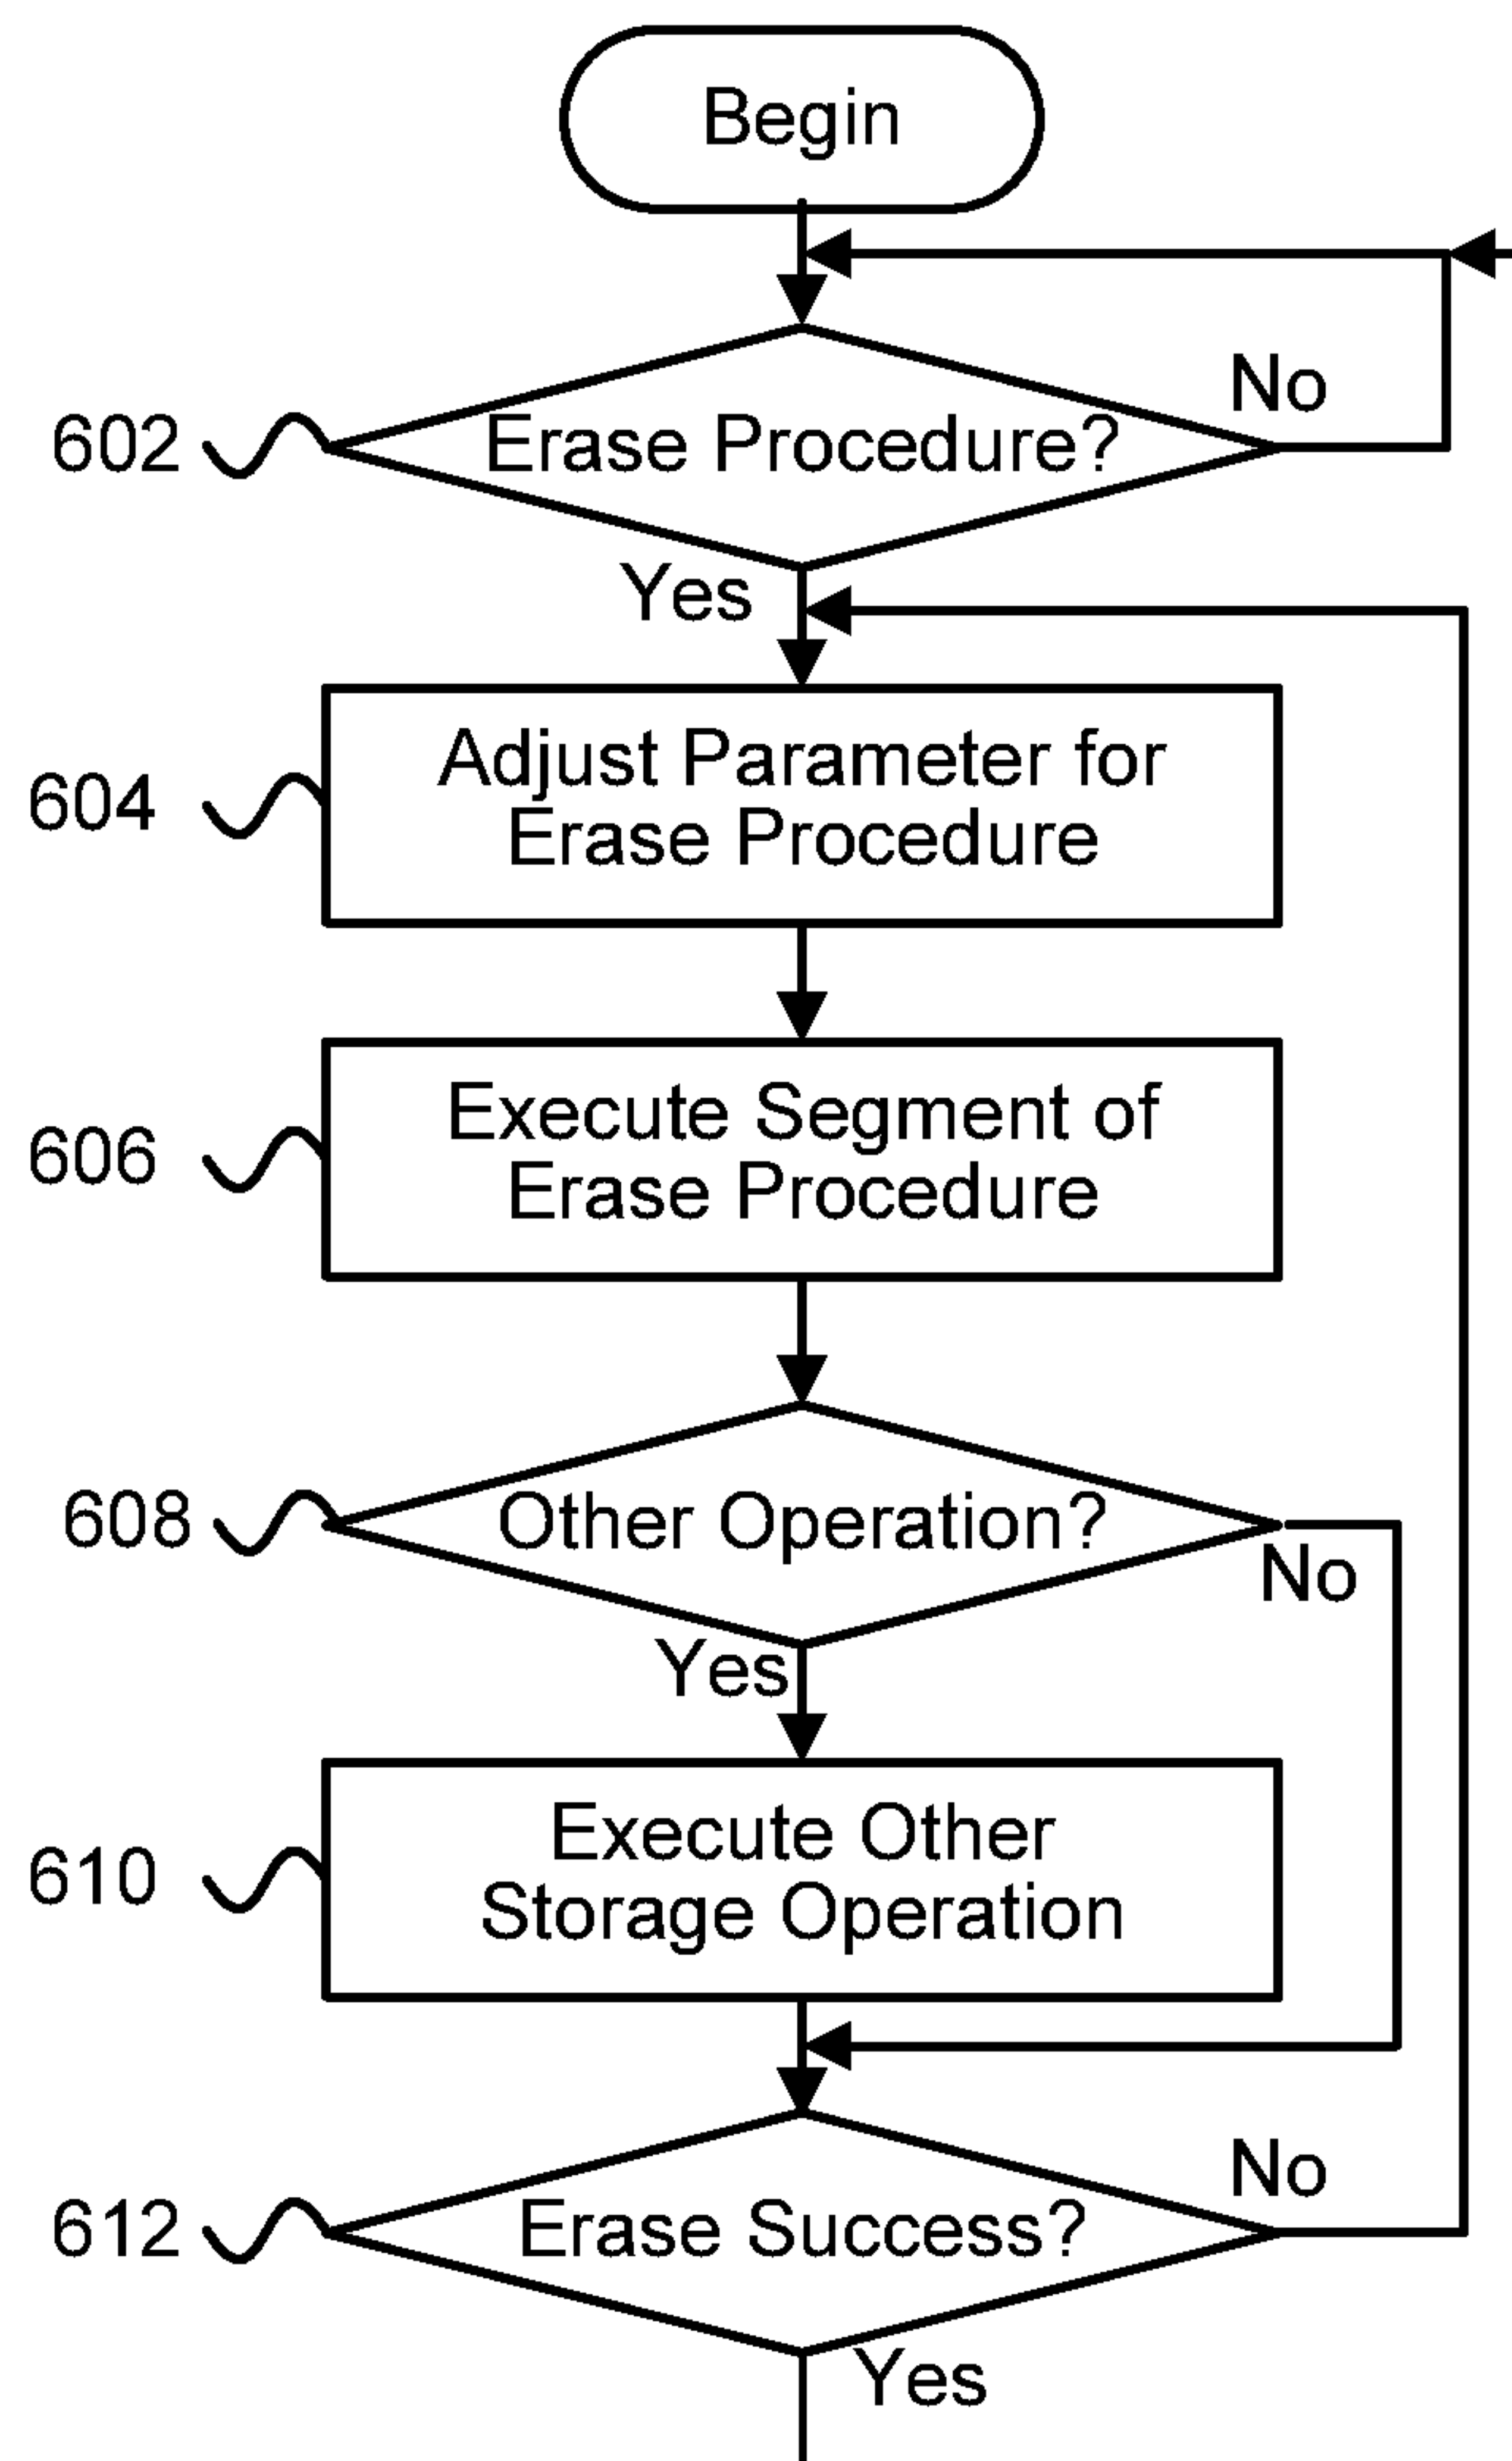 Begin
No
602
Erase Procedure?
Yes
604
Adjust Parameter for
Erase Procedure
606
Execute Segment of
Erase Procedure
608
Other Operation?
No
Yes
610
Execute Other
Storage Operation
No
612
Erase Success?
Yes